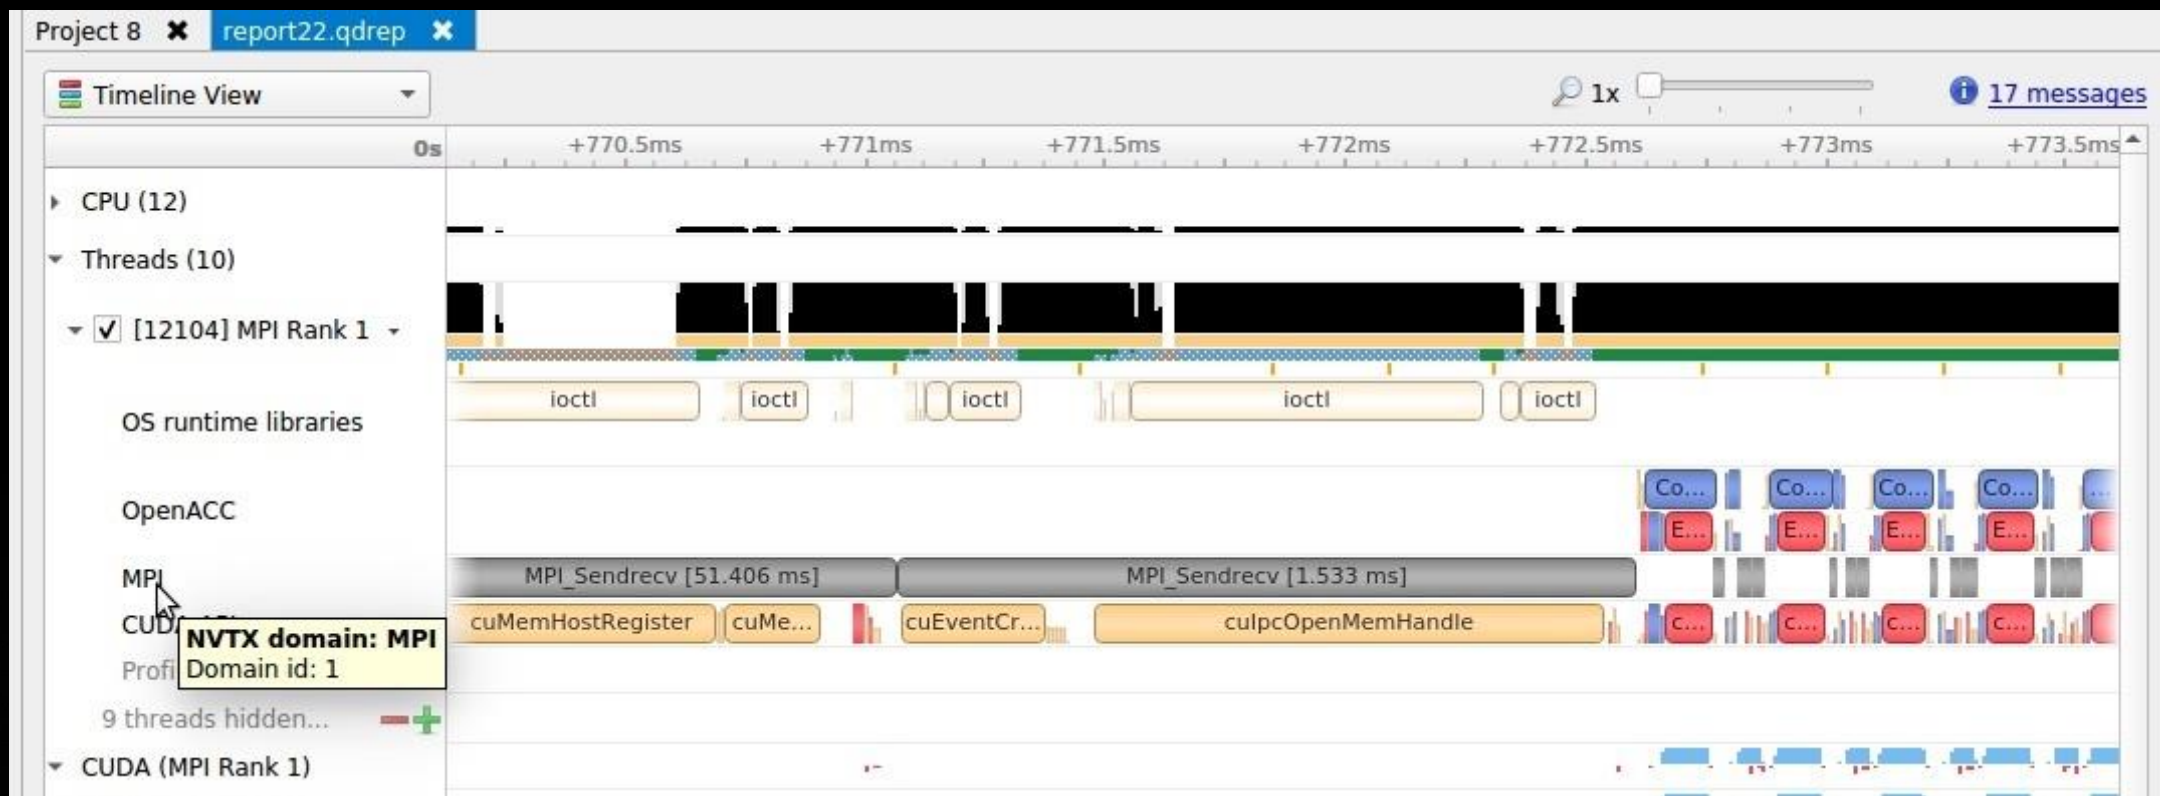 Project 8
report22.qdrep
Timeline View
1x
17 messages
0s
+770.5ms
+771ms
+771.5ms
+772ms
+772.5ms
+773ms
+773.5ms
CPU (12)
Threads (10)
[12104] MPI Rank 1
OS runtime libraries
ioctl
ioctl
ioctl
ioctl
ioctl
OpenACC
Co...
Co...
Co...
Co...
...
E...
E...
E...
E...
MPI
MPI_Sendrecv [51.406 ms]
MPI_Sendrecv [1.533 ms]
cuMemHostRegister
cuMe...
cuEventCr...
cuIpcOpenMemHandle
c...
c...
c...
c...
NVTX domain: MPI
Domain id: 1
9 threads hidden...
CUDA (MPI Rank 1)